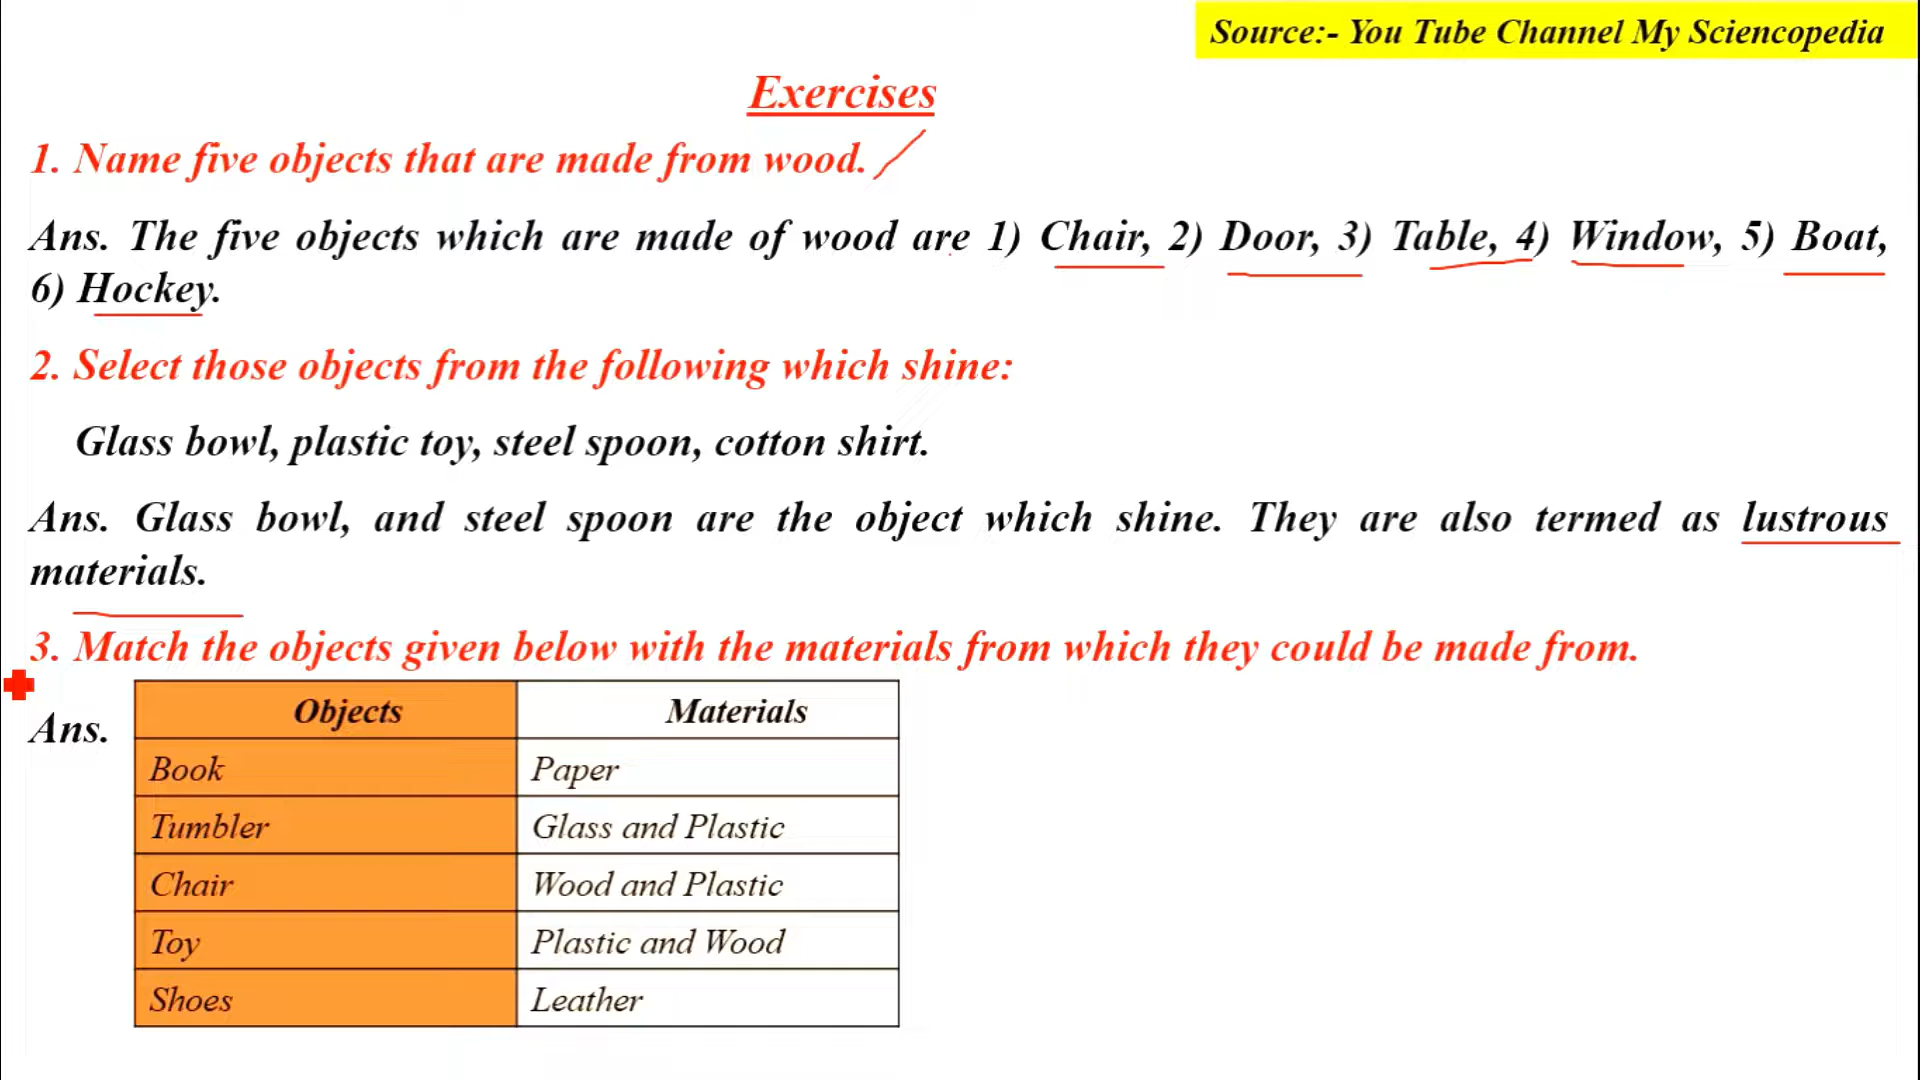 Source:- You Tube Channel My Sciencopedia
Exercises
1. Name five objects that are made from wood.
Ans. The five objects which are made of wood are 1) Chair, 2) Door, 3) Table, 4) Window, 5) Boat,
6) Hockey.
2. Select those objects from the following which shine:
Glass bowl, plastic toy, steel spoon, cotton shirt.
Ans. Glass bowl, and steel spoon are the object which shine. They are also termed as lustrous
materials.
3. Match the objects given below with the materials from which they could be made from.
Ans.
Objects Materials
Book Paper
Tumbler Glass and Plastic
Chair Wood and Plastic
Toy Plastic and Wood
Shoes Leather